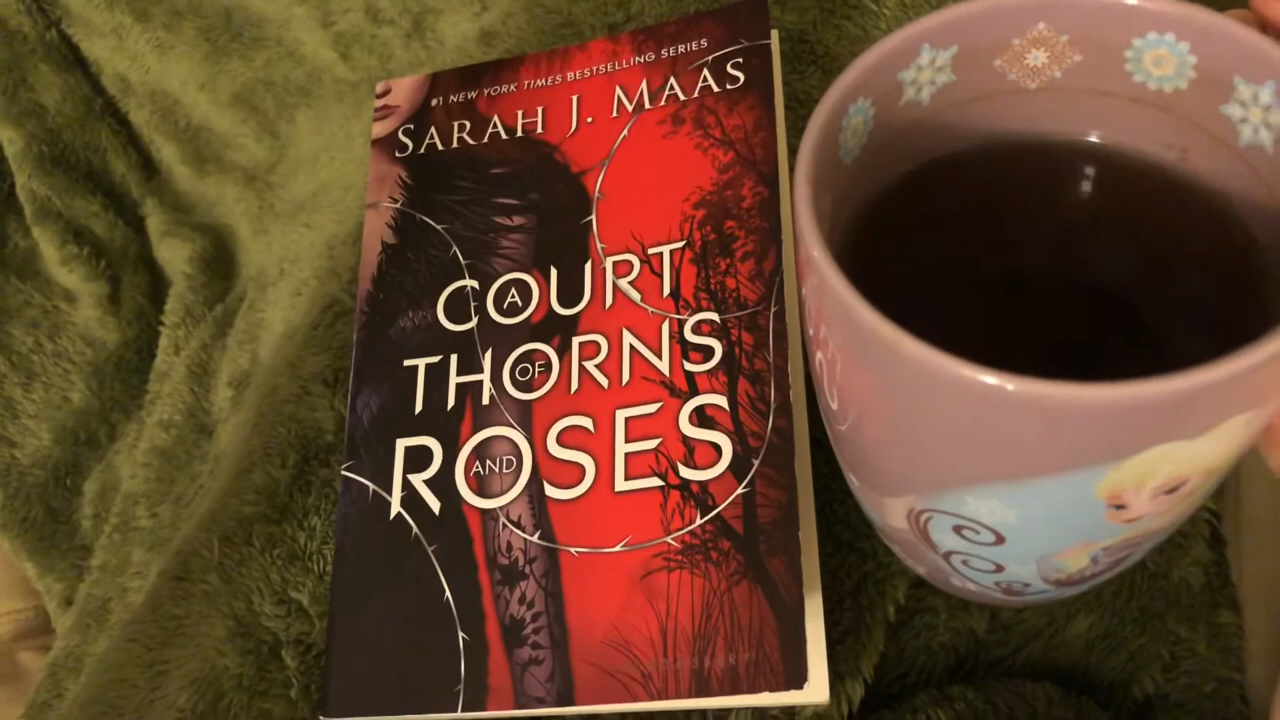 #1 NEW YORK TIMES BESTSELLING SERIES
SARAH J. MAAS
A COURT
OF THORNS
AND ROSES